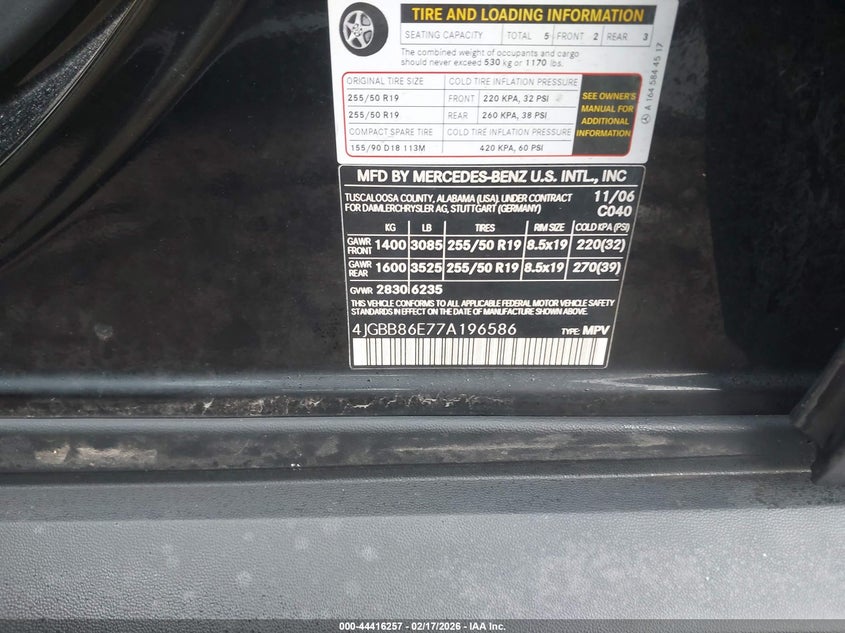 TIRE AND LOADING INFORMATION
SEATING CAPACITY TOTAL 5 FRONT 2 REAR 3
The combined weight of occupants and cargo
should never exceed 530 kg or 1170 lbs.
ORIGINAL TIRE SIZE COLD TIRE INFLATION PRESSURE
255/50 R19 FRONT 220 KPA, 32 PSI
255/50 R19 REAR 260 KPA, 38 PSI
COMPACT SPARE TIRE COLD TIRE INFLATION PRESSURE
155/90 D18 113M 420 KPA, 60 PSI
SEE OWNER'S
MANUAL FOR
ADDITIONAL
INFORMATION
A 164 584 45 17
MFD BY MERCEDES-BENZ U.S. INTL., INC
TUSCALOOSA COUNTY, ALABAMA (USA). UNDER CONTRACT 11/06
FOR DAIMLERCHRYSLER AG, STUTTGART (GERMANY) C040
KG LB TIRES RIM SIZE COLD KPA (PSI)
GAWR FRONT 1400 3085 255/50 R19 8.5x19 220(32)
GAWR REAR 1600 3525 255/50 R19 8.5x19 270(39)
GVWR 2830 6235
THIS VEHICLE CONFORMS TO ALL APPLICABLE FEDERAL MOTOR VEHICLE SAFETY
STANDARDS IN EFFECT ON THE DATE OF MANUFACTURE SHOWN ABOVE.
4JGBB86E77A196586 TYPE: MPV
000-44416257 - 02/17/2026 - IAA Inc.